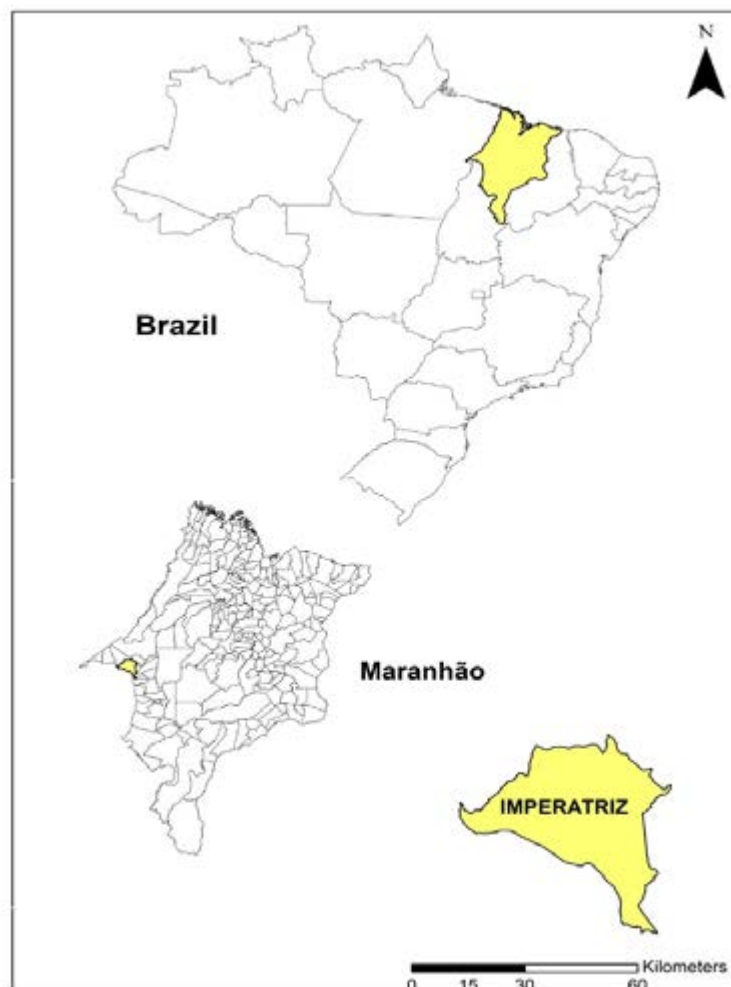 N
Brazil
Maranhão
IMPERATRIZ
Kilometers
0 15 30 60